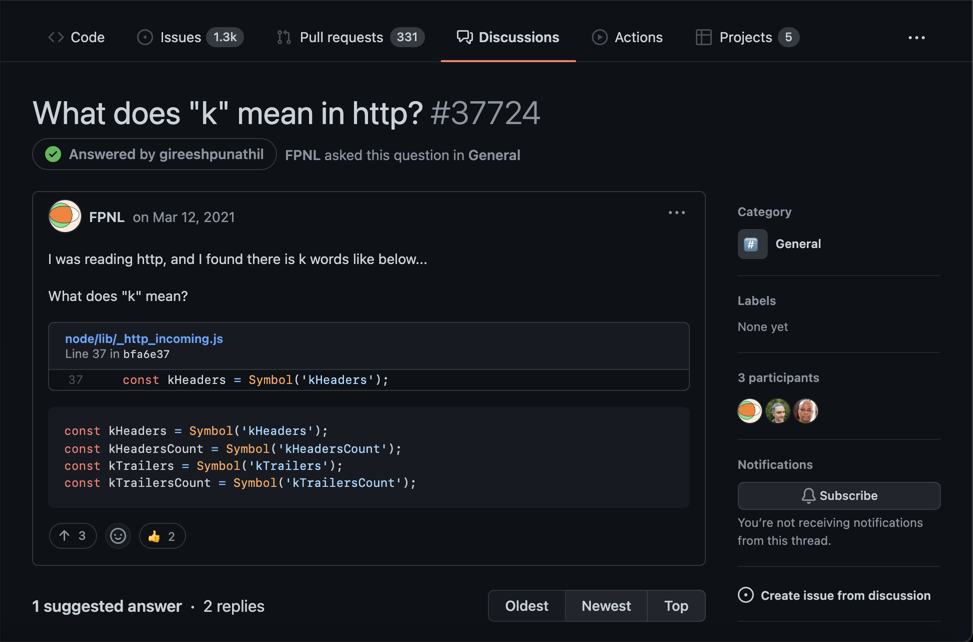 Code Issues 1.3k Pull requests 331 Discussions Actions Projects 5
What does "k" mean in http? #37724
Answered by gireeshpunathil FPNL asked this question in General
FPNL on Mar 12, 2021
I was reading http, and I found there is k words like below...
What does "k" mean?
node/lib/_http_incoming.js
Line 37 in bfa6e37
37 const kHeaders = Symbol('kHeaders');
const kHeaders = Symbol('kHeaders');
const kHeadersCount = Symbol('kHeadersCount');
const kTrailers = Symbol('kTrailers');
const kTrailersCount = Symbol('kTrailersCount');
3 2
1 suggested answer · 2 replies
Oldest Newest Top
Category
General
Labels
None yet
3 participants
Notifications
Subscribe
You're not receiving notifications
from this thread.
Create issue from discussion